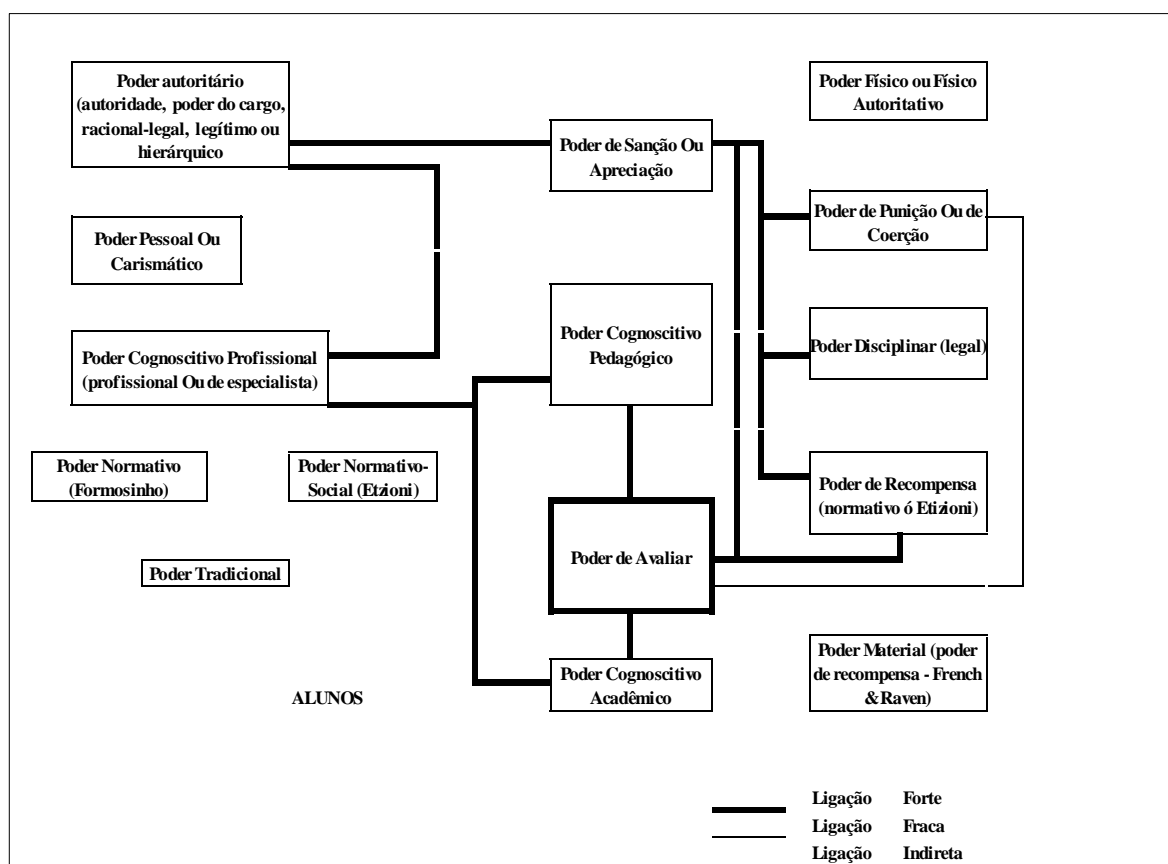 Poder autoritário
(autoridade, poder do cargo,
racional-legal, legítimo ou
hierárquico
Poder Físico ou Físico
Autoritativo
Poder de Sanção Ou
Apreciação
Poder de Punição Ou de
Coerção
Poder Pessoal Ou
Carismático
Poder Cognoscitivo
Pedagógico
Poder Cognoscitivo Profissional
(profissional Ou de especialista)
Poder Disciplinar (legal)
Poder Normativo
(Formosinho)
Poder Normativo-
Social (Etzioni)
Poder de Recompensa
(normativo ó Etizioni)
Poder de Avaliar
Poder Tradicional
Poder Cognoscitivo
Acadêmico
Poder Material (poder
de recompensa - French
& Raven)
ALUNOS
Ligação Forte
Ligação Fraca
Ligação Indireta